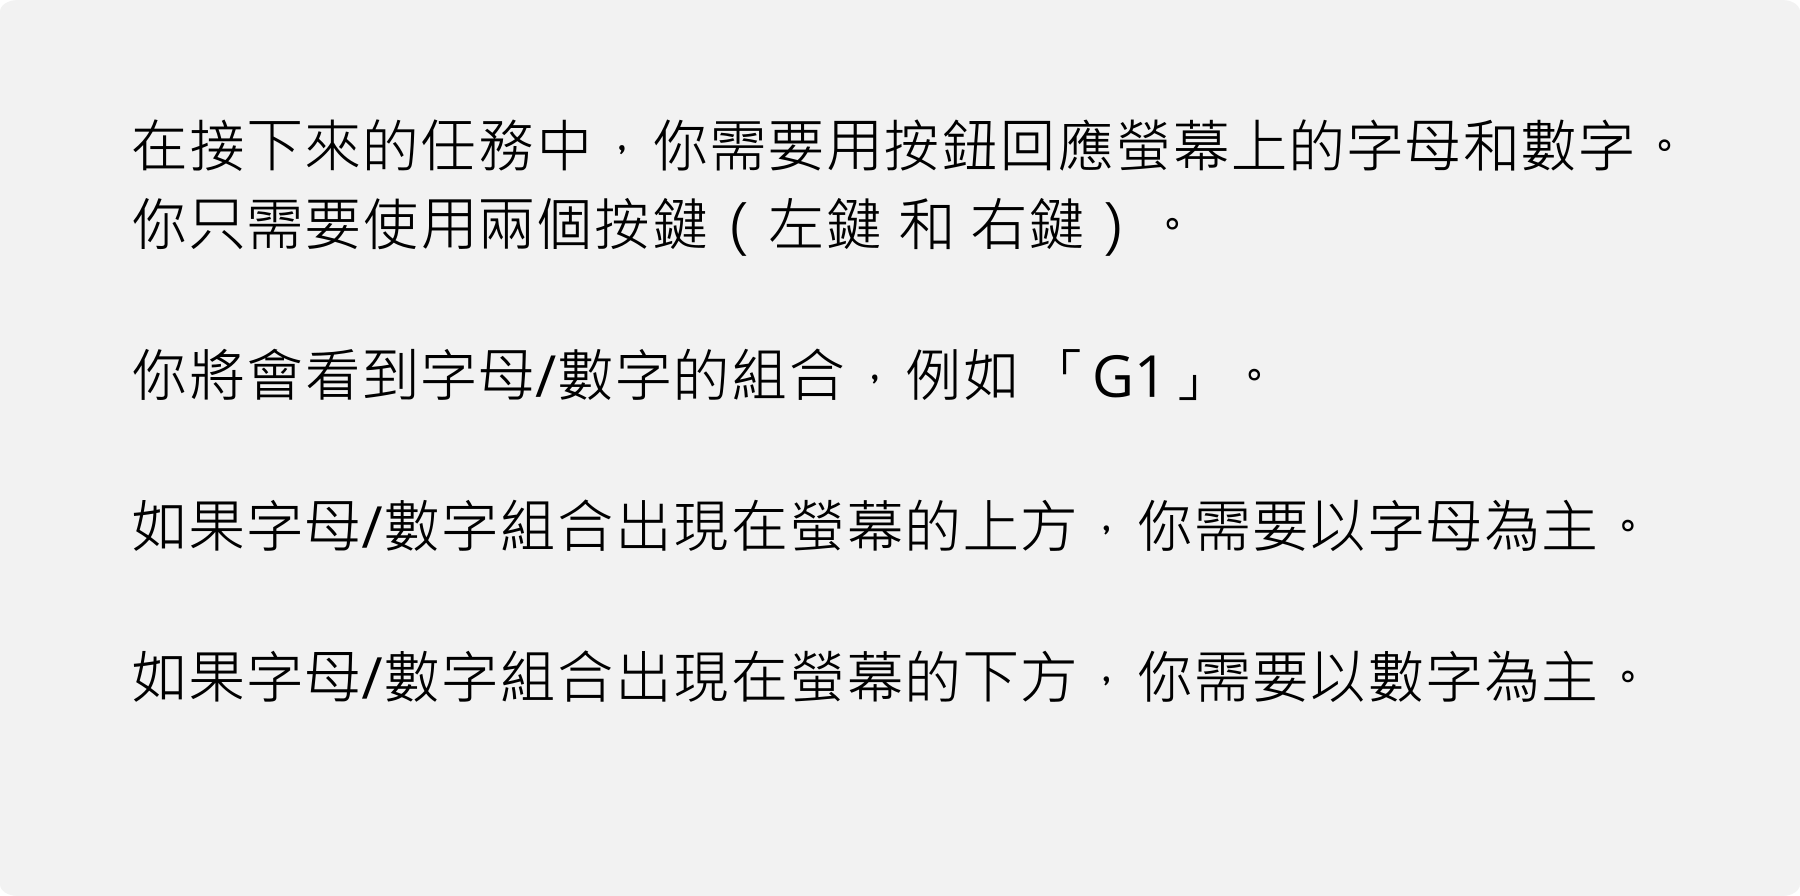 在接下來的任務中，你需要用按鈕回應螢幕上的字母和數字。
你只需要使用兩個按鍵（左鍵 和 右鍵）。
你將會看到字母/數字的組合，例如「G1」。
如果字母/數字組合出現在螢幕的上方，你需要以字母為主。
如果字母/數字組合出現在螢幕的下方，你需要以數字為主。